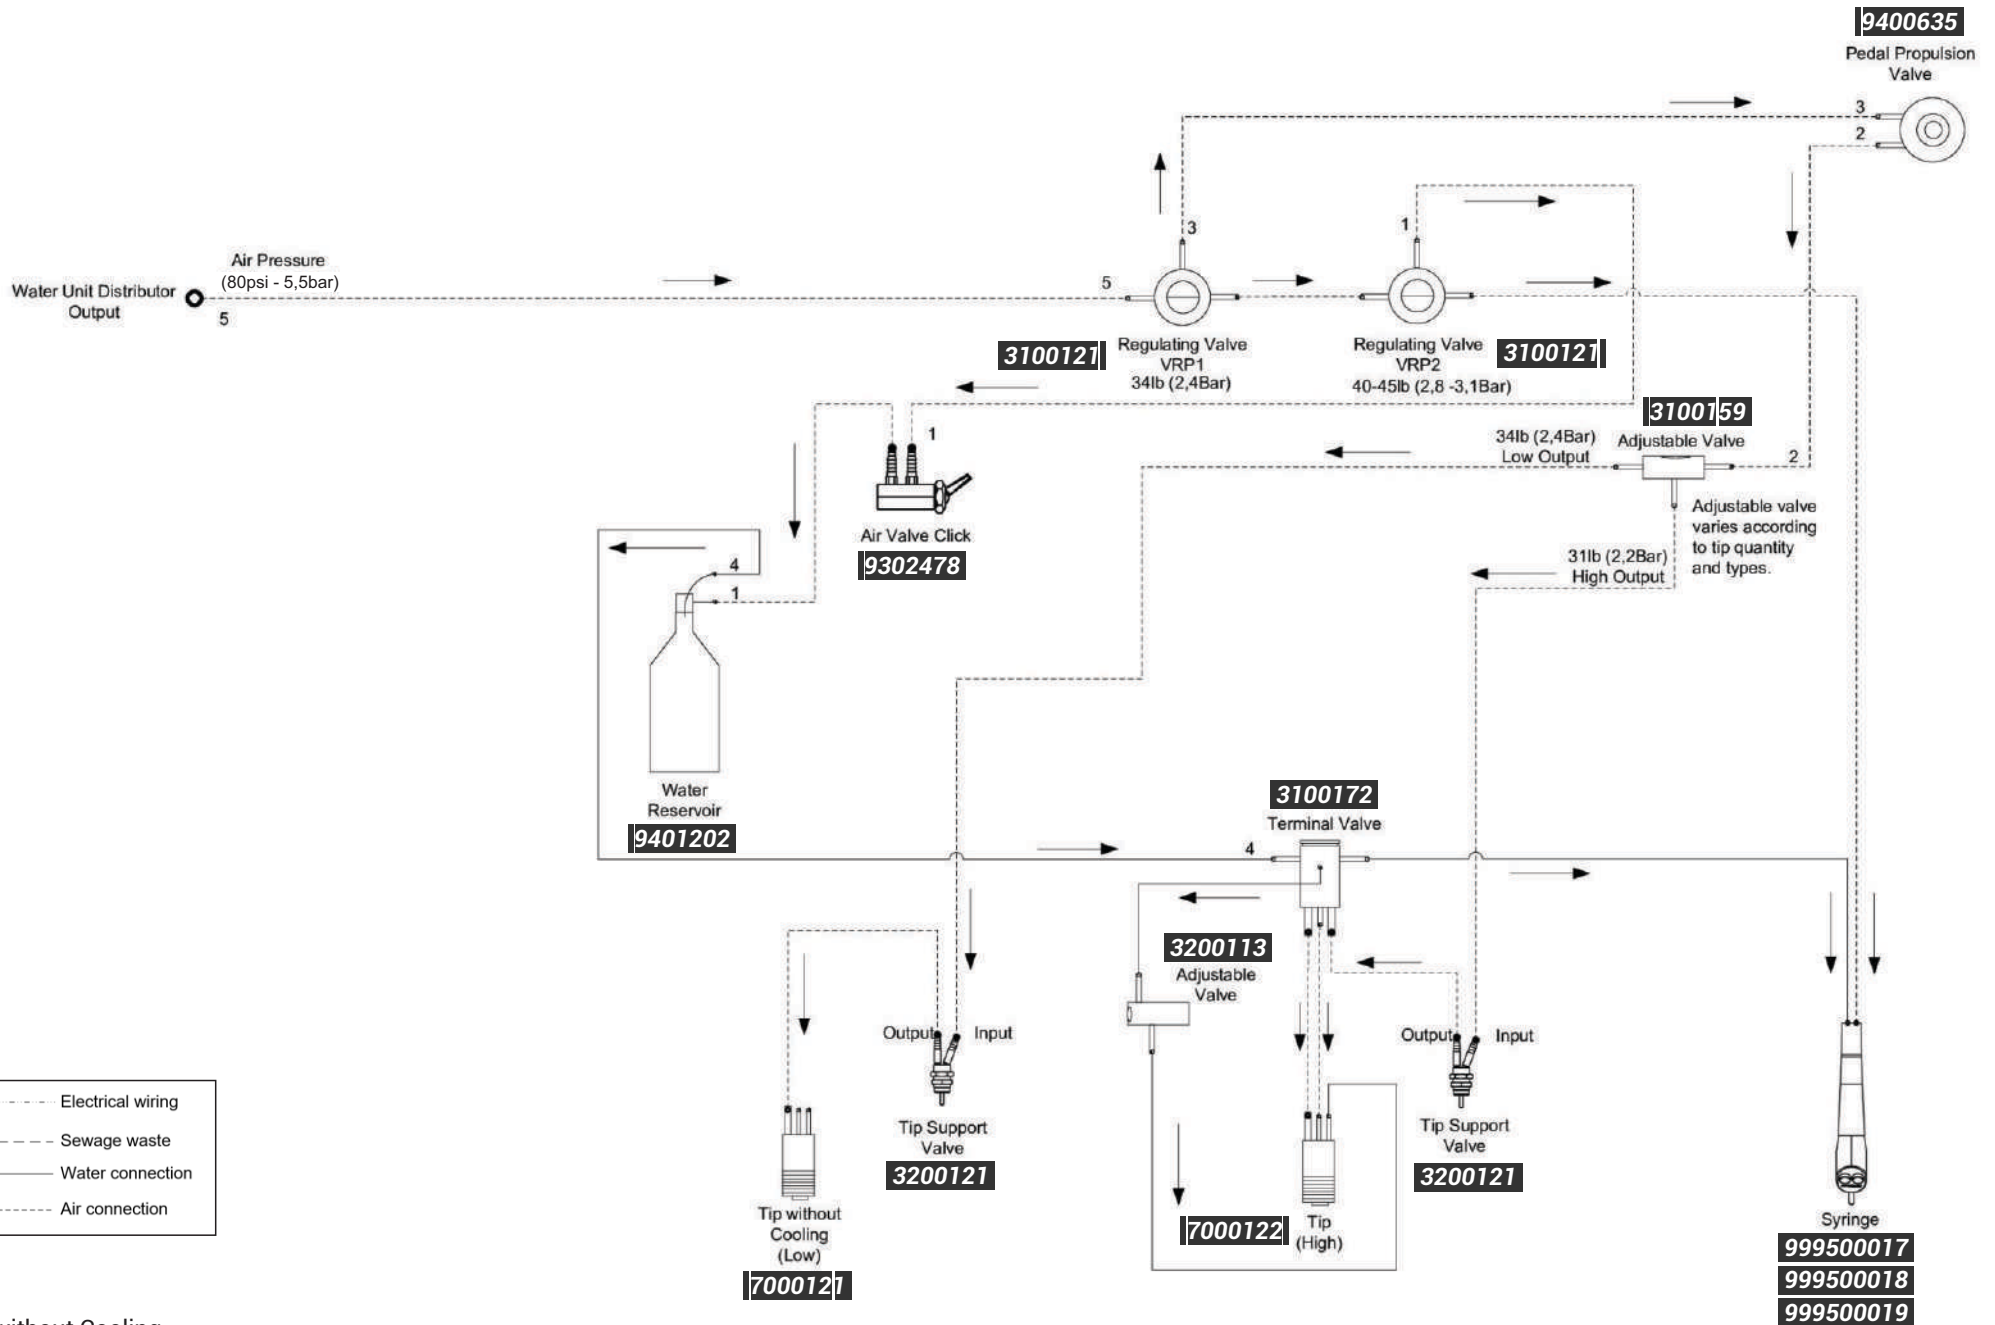 9400635
Pedal Propulsion
Valve
3
2
3
1
Air Pressure
(80psi - 5,5bar)
5
Water Unit Distributor
Output
5
3100121
Regulating Valve
VRP1
34lb (2,4Bar)
Regulating Valve
VRP2
40-45lb (2,8 -3,1Bar)
3100121
3100159
Adjustable Valve
34lb (2,4Bar)
Low Output
2
1
Air Valve Click
9302478
Adjustable valve
varies according
to tip quantity
and types.
31lb (2,2Bar)
High Output
4
1
Water
Reservoir
9401202
3100172
Terminal Valve
4
3200113
Adjustable
Valve
Output
Input
Output
Input
Tip Support
Valve
3200121
Tip Support
Valve
3200121
Electrical wiring
Sewage waste
Water connection
Air connection
Tip without
Cooling
(Low)
7000121
7000122
Tip
(High)
Syringe
999500017
999500018
999500019